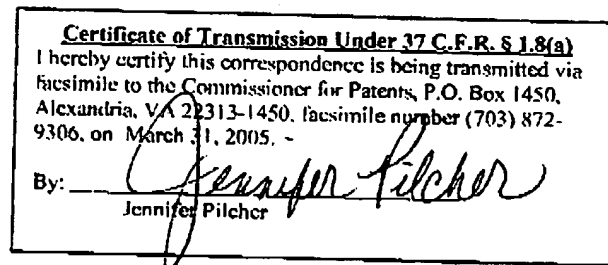 Certificate of Transmission Under 37 C.F.R. § 1.8(a)
I hereby certify this correspondence is being transmitted via
facsimile to the Commissioner for Patents, P.O. Box 1450,
Alexandria, VA 22313-1450, facsimile number (703) 872-
9306, on March 31, 2005. -
By: Jennifer Pilcher
Jennifer Pilcher